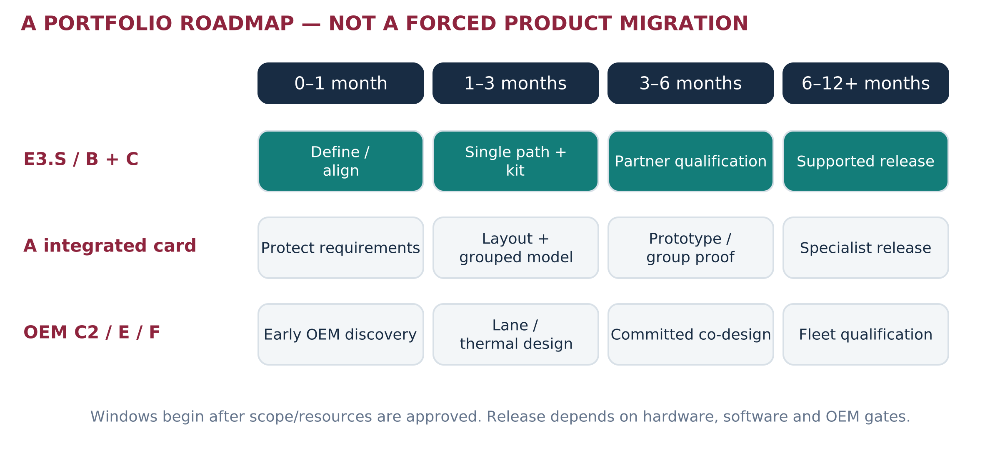 A PORTFOLIO ROADMAP — NOT A FORCED PRODUCT MIGRATION
0–1 month
1–3 months
3–6 months
6–12+ months
E3.S / B + C
Define /
align
Single path +
kit
Partner qualification
Supported release
A integrated card
Protect requirements
Layout +
grouped model
Prototype /
group proof
Specialist release
OEM C2 / E / F
Early OEM discovery
Lane /
thermal design
Committed co-design
Fleet qualification
Windows begin after scope/resources are approved. Release depends on hardware, software and OEM gates.